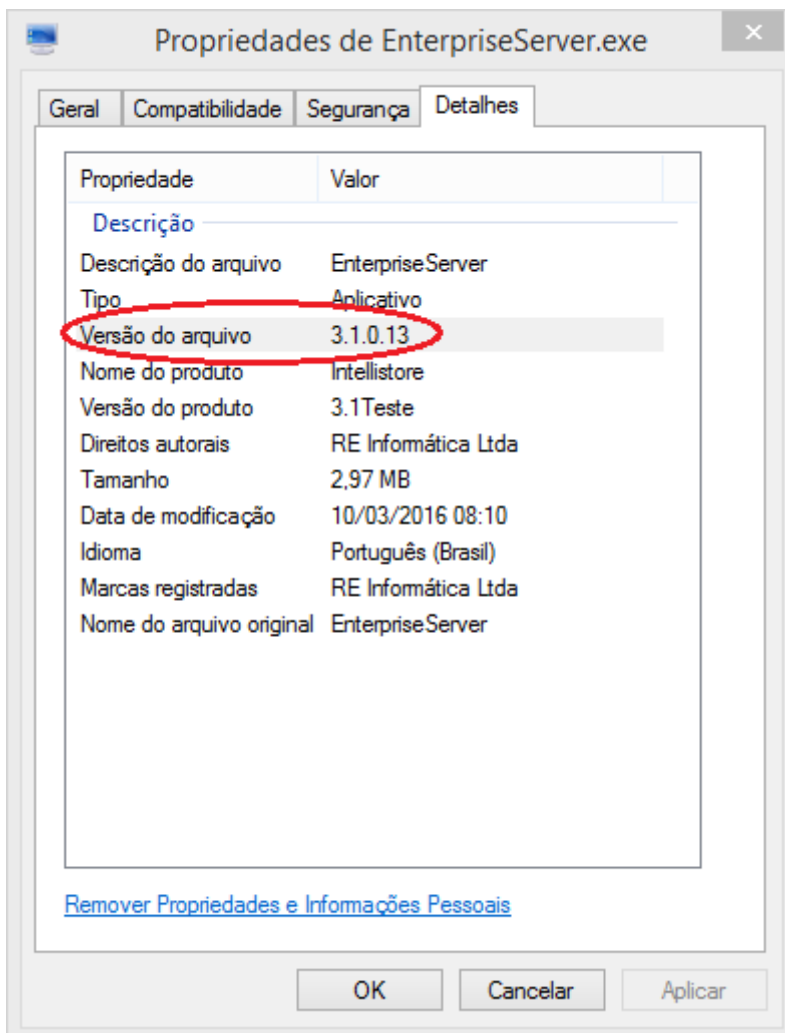 Propriedades de EnterpriseServer.exe
Geral Compatibilidade Segurança Detalhes
Propriedade Valor
Descrição
Descrição do arquivo EnterpriseServer
Tipo Aplicativo
Versão do arquivo 3.1.0.13
Nome do produto Intellistore
Versão do produto 3.1Teste
Direitos autorais RE Informática Ltda
Tamanho 2,97 MB
Data de modificação 10/03/2016 08:10
Idioma Português (Brasil)
Marcas registradas RE Informática Ltda
Nome do arquivo original EnterpriseServer
Remover Propriedades e Informações Pessoais
OK Cancelar Aplicar